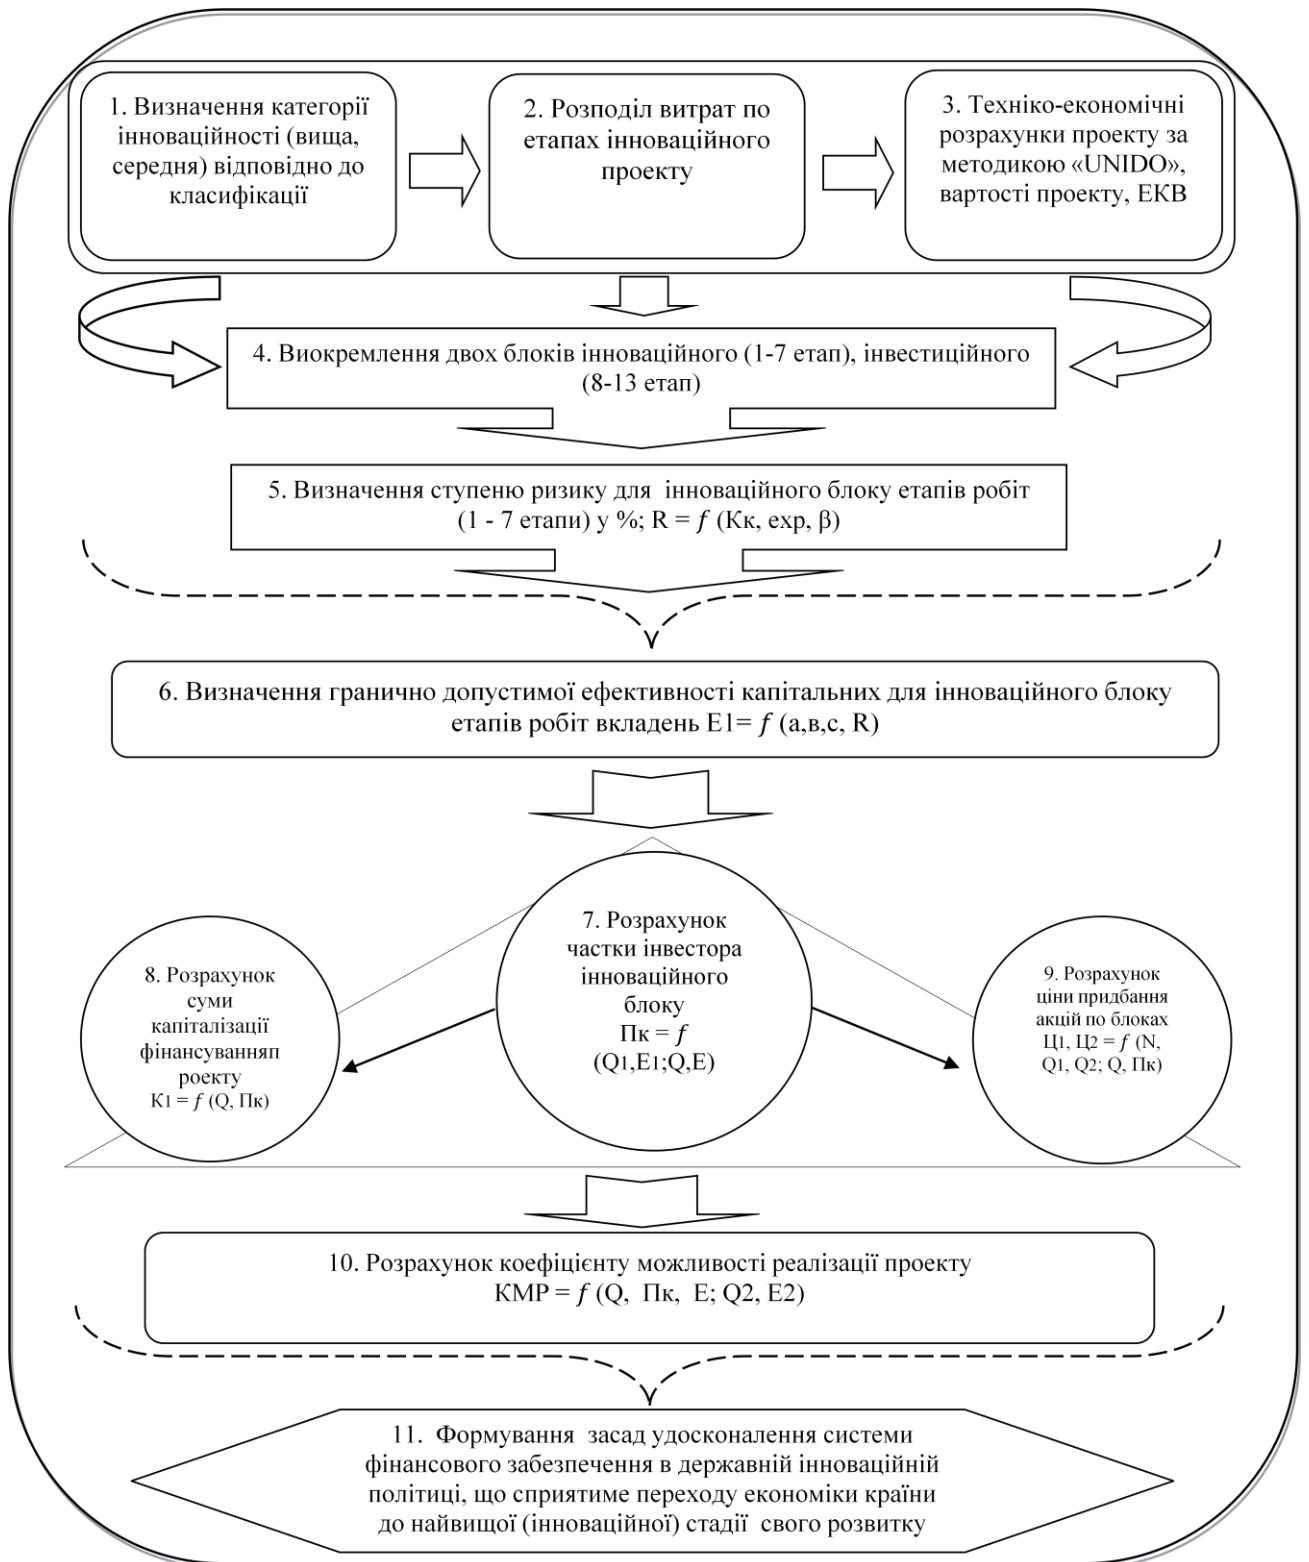 1. Визначення категорії
інноваційності (вища,
середня) відповідно до
класифікації
2. Розподіл витрат по
етапах інноваційного
проекту
3. Техніко-економічні
розрахунки проекту за
методикою «UNIDO»,
вартості проекту, ЕКВ
4. Виокремлення двох блоків інноваційного (1-7 етап), інвестиційного
(8-13 етап)
5. Визначення ступеню ризику для інноваційного блоку етапів робіт
(1 - 7 етапи) у %; R = f (Кк, exp, β)
6. Визначення гранично допустимої ефективності капітальних для інноваційного блоку
етапів робіт вкладень Е1= f (а,в,с, R)
7. Розрахунок
частки інвестора
інноваційного
блоку
Пк = f
(Q1,E1;Q,E)
8. Розрахунок
суми
капіталізації
фінансуванняп
роекту
К1 = f (Q, Пк)
9. Розрахунок
ціни придбання
акцій по блоках
Ц1, Ц2 = f (N,
Q1, Q2; Q, Пк)
10. Розрахунок коефіцієнту можливості реалізації проекту
КМР = f (Q, Пк, Е; Q2, Е2)
11. Формування засад удосконалення системи
фінансового забезпечення в державній інноваційній
політиці, що сприятиме переходу економіки країни
до найвищої (інноваційної) стадії свого розвитку